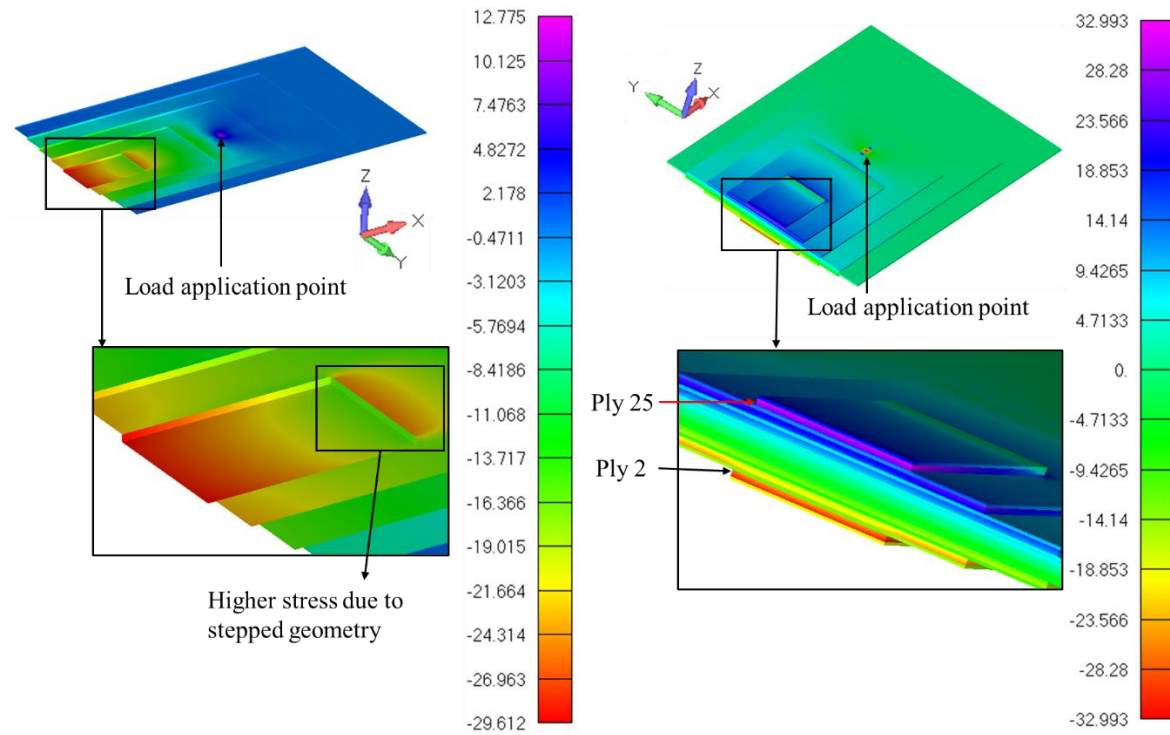 12.775
10.125
7.4763
4.8272
2.178
-0.4711
-3.1203
-5.7694
-8.4186
-11.068
-13.717
-16.366
-19.015
-21.664
-24.314
-26.963
-29.612
Z
X
Y
Load application point
Higher stress due to
stepped geometry
32.993
28.28
23.566
18.853
14.14
9.4265
4.7133
0.
-4.7133
-9.4265
-14.14
-18.853
-23.566
-28.28
-32.993
Z
Y
X
Load application point
Ply 25
Ply 2